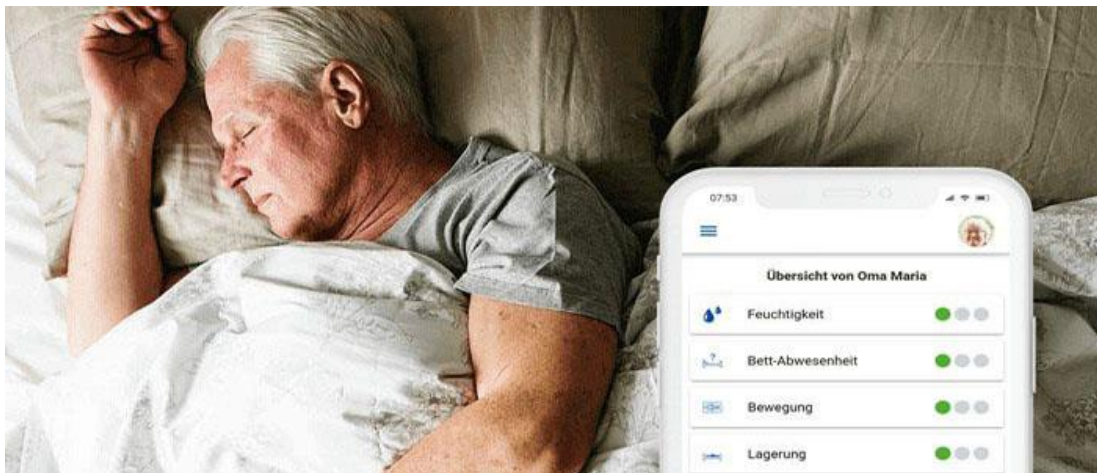 07:53
Übersicht von Oma Maria
Feuchtigkeit
Bett-Abwesenheit
Bewegung
Lagerung